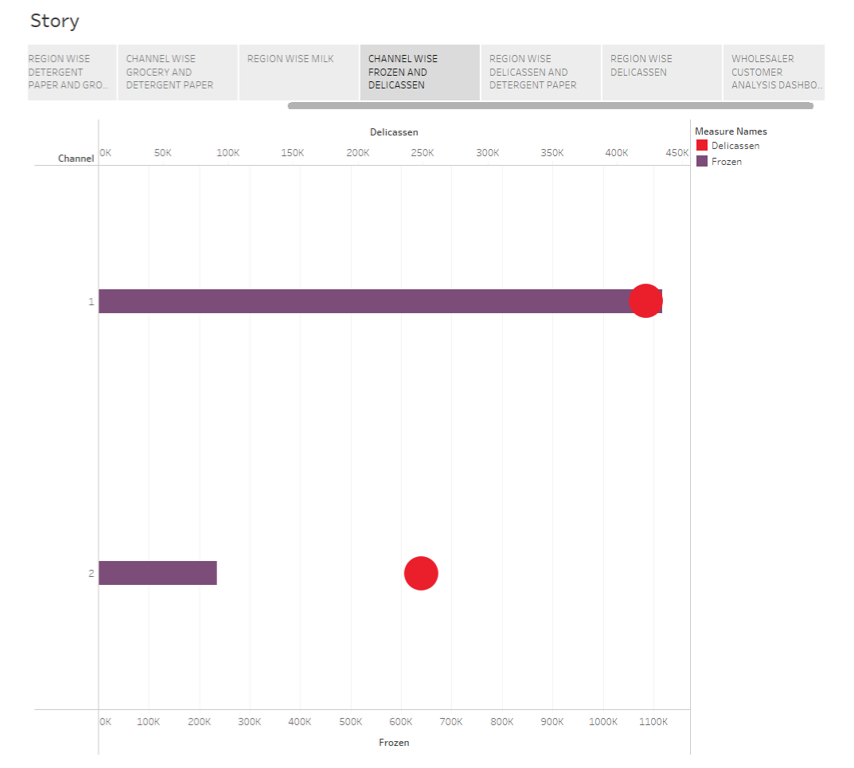 Story
REGION WISE
DETERGENT
PAPER AND GRO...
CHANNEL WISE
GROCERY AND
DETERGENT PAPER
REGION WISE MILK
CHANNEL WISE
FROZEN AND
DELICASSEN
REGION WISE
DELICASSEN AND
DETERGENT PAPER
REGION WISE
DELICASSEN
WHOLESALER
CUSTOMER
ANALYSIS DASHBO...
Delicassen
Channel
0K 50K 100K 150K 200K 250K 300K 350K 400K 450K
1
2
0K 100K 200K 300K 400K 500K 600K 700K 800K 900K 1000K 1100K
Frozen
Measure Names
Delicassen
Frozen